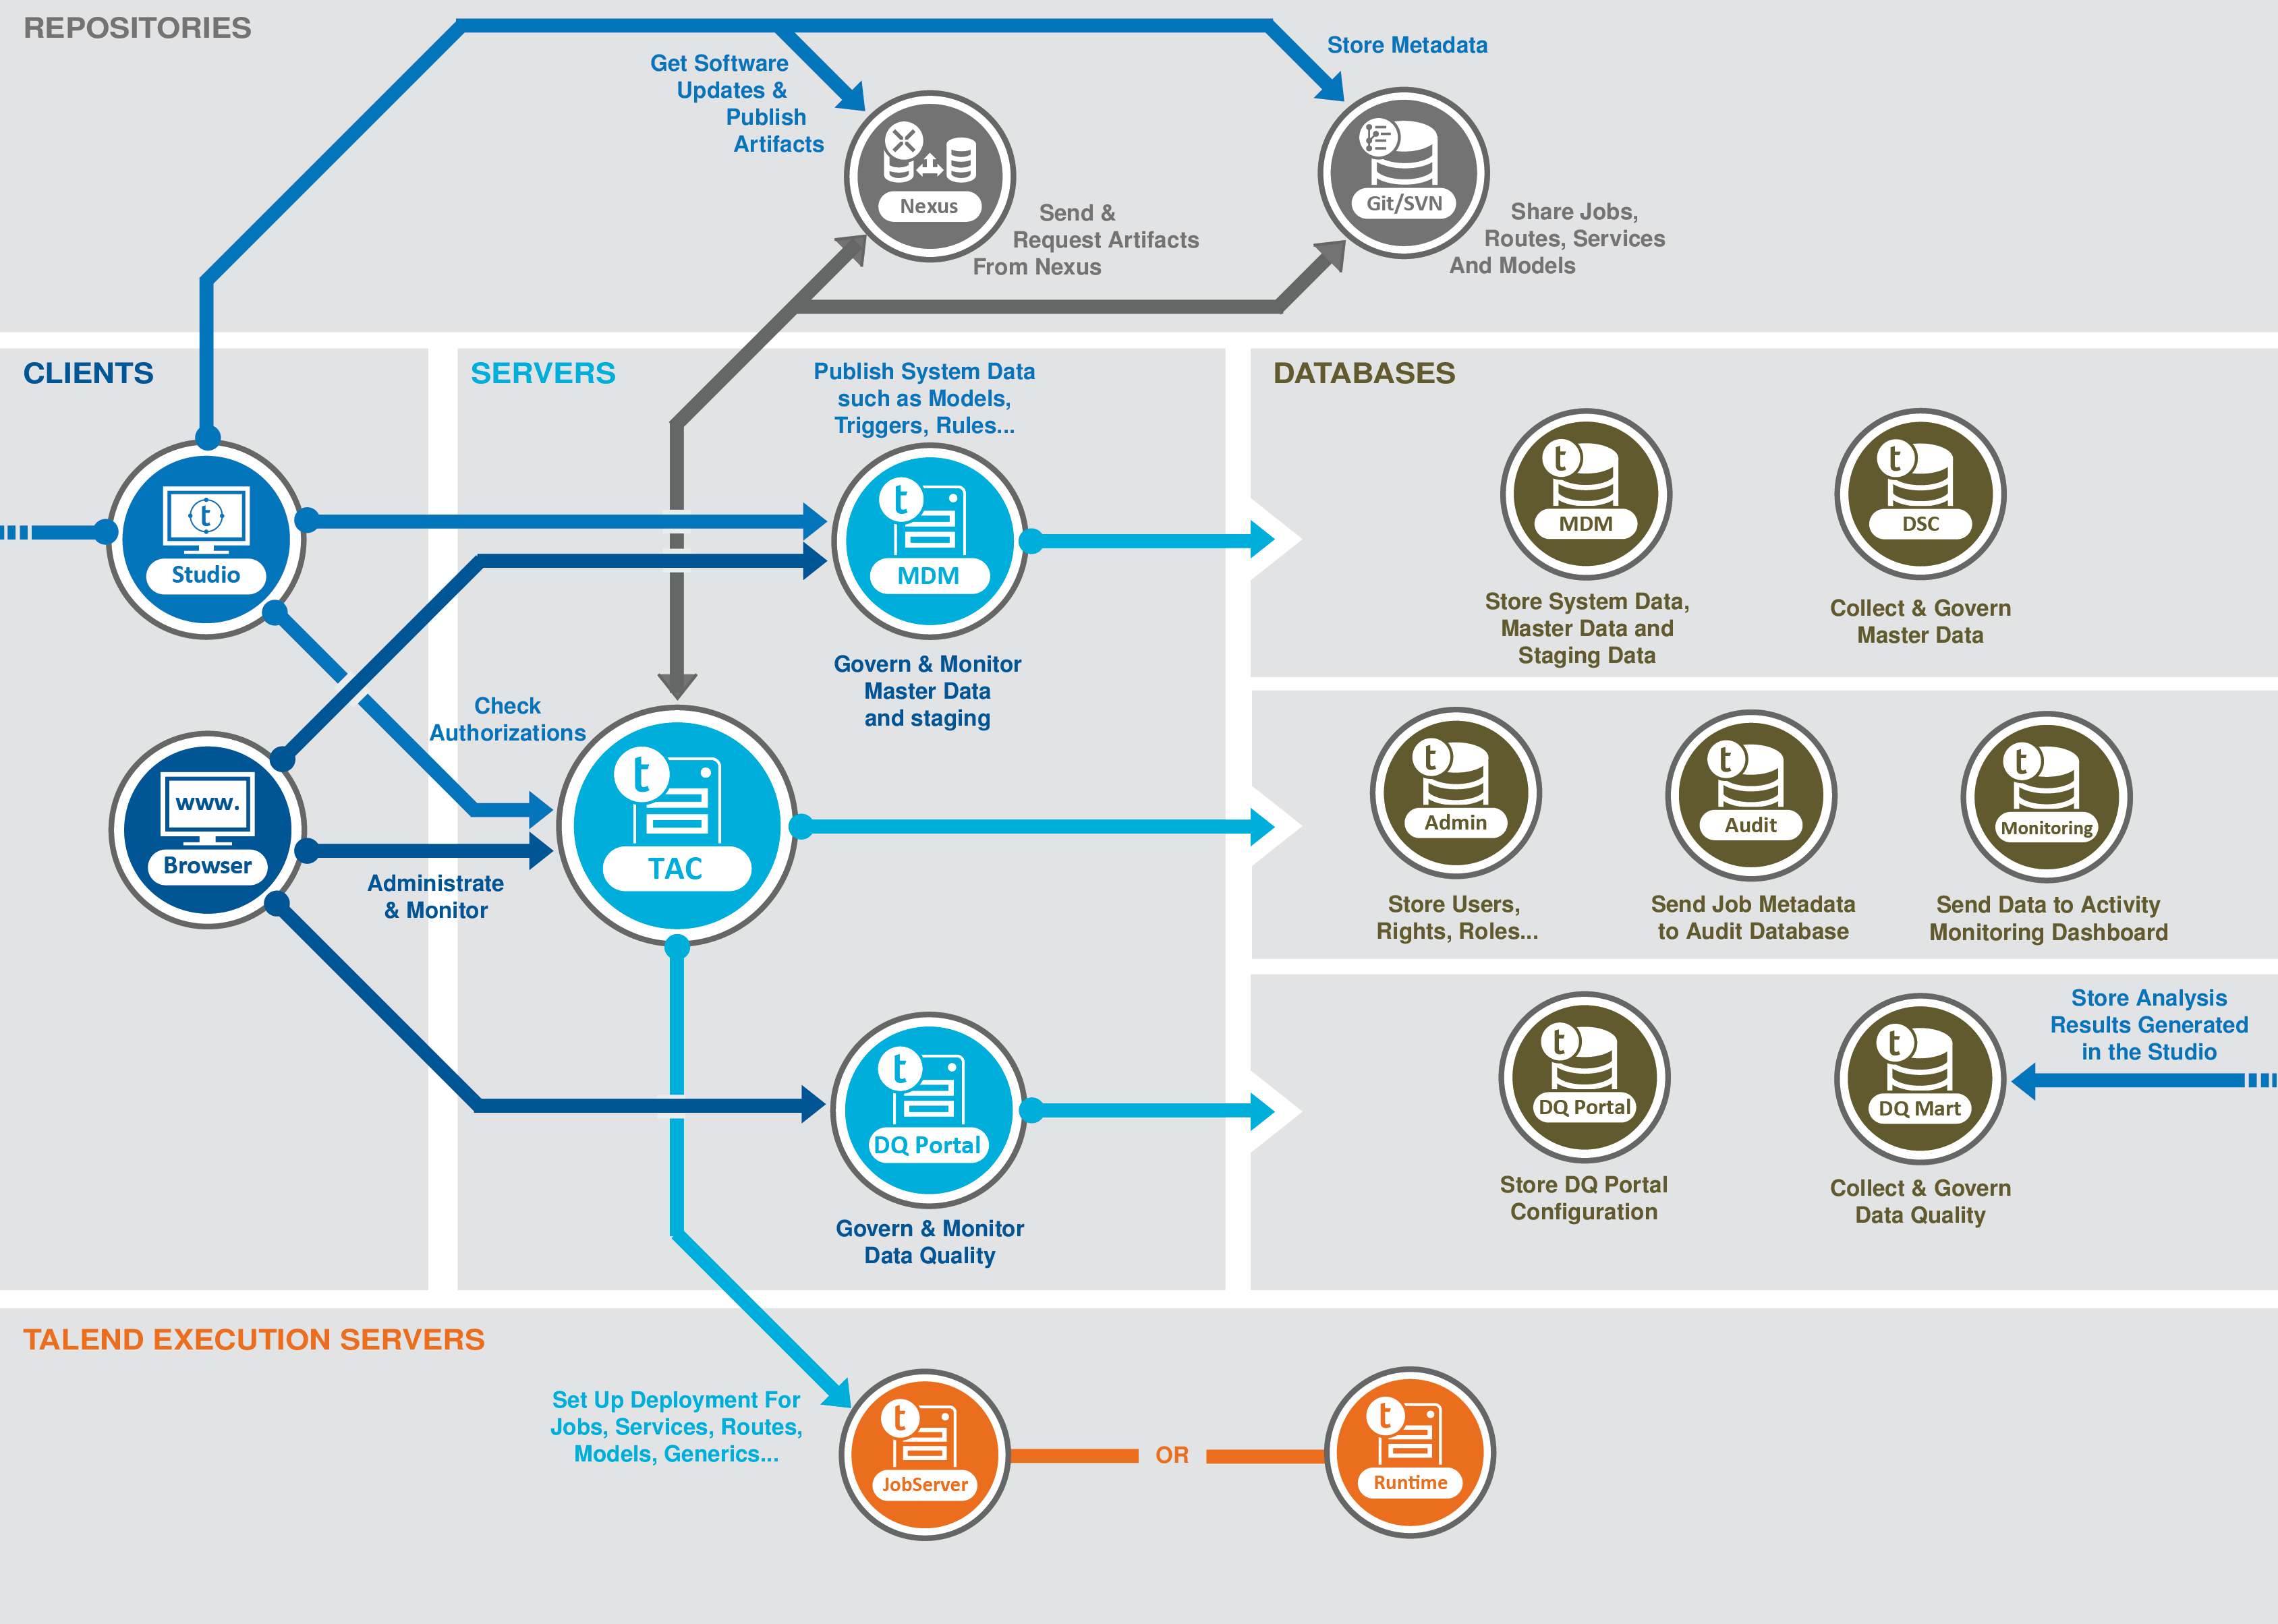 REPOSITORIES
Get Software
Updates &
Publish
Artifacts
Store Metadata
Nexus
Git/SVN
Send &
Request Artifacts
From Nexus
Share Jobs,
Routes, Services
And Models
CLIENTS
t
Studio
www.
Browser
Check
Authorizations
Administrate
& Monitor
SERVERS
Publish System Data
such as Models,
Triggers, Rules...
t
MDM
Govern & Monitor
Master Data
and staging
t
TAC
t
DQ Portal
Govern & Monitor
Data Quality
DATABASES
t
MDM
Store System Data,
Master Data and
Staging Data
t
DSC
Collect & Govern
Master Data
t
Admin
Store Users,
Rights, Roles...
t
Audit
Send Job Metadata
to Audit Database
t
Monitoring
Send Data to Activity
Monitoring Dashboard
t
DQ Portal
Store DQ Portal
Configuration
t
DQ Mart
Collect & Govern
Data Quality
Store Analysis
Results Generated
in the Studio
TALEND EXECUTION SERVERS
Set Up Deployment For
Jobs, Services, Routes,
Models, Generics...
t
JobServer
OR
t
Runtime